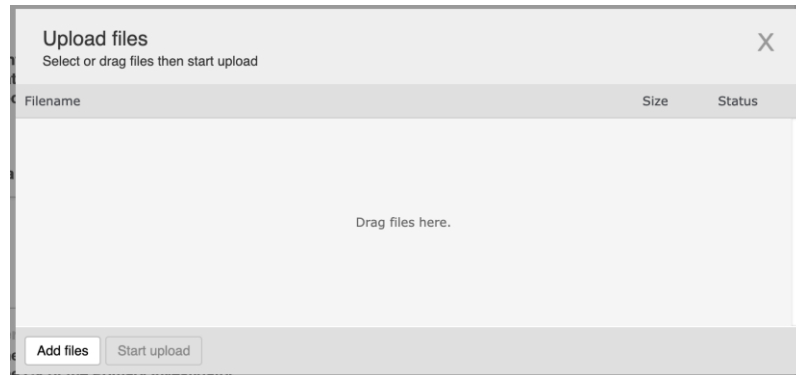 Upload files
X
Select or drag files then start upload
Filename Size Status
Drag files here.
Add files Start upload